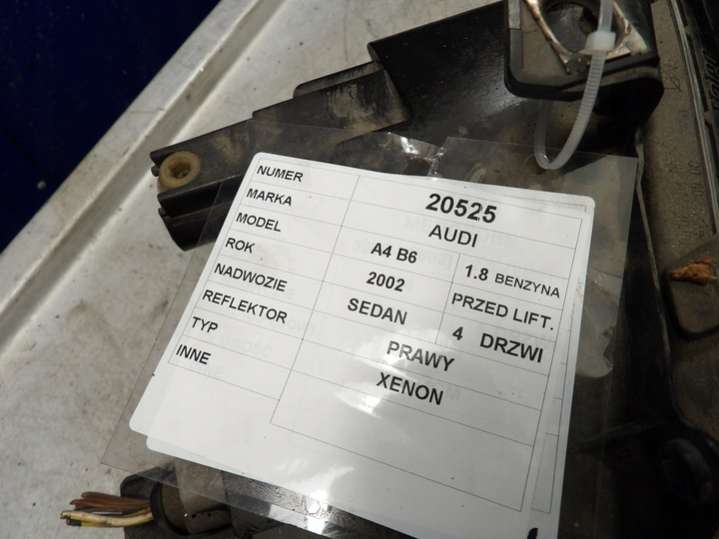 NUMER 20525
MARKA AUDI
MODEL A4 B6 1.8 BENZYNA
ROK 2002 PRZED LIFT.
NADWOZIE SEDAN 4 DRZWI
REFLEKTOR PRAWY
TYP XENON
INNE